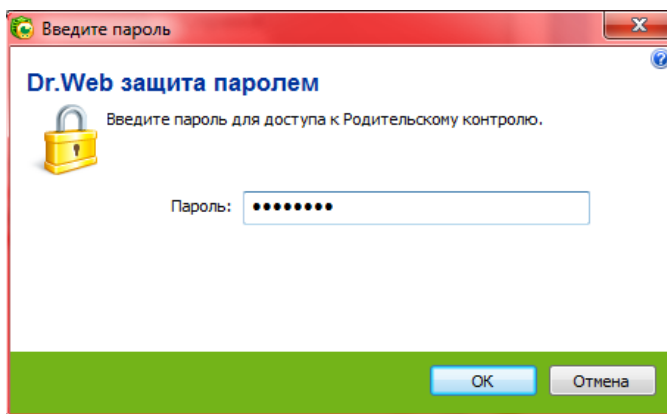 Введите пароль
Dr.Web защита паролем
Введите пароль для доступа к Родительскому контролю.
Пароль: ••••••••
OK Отмена